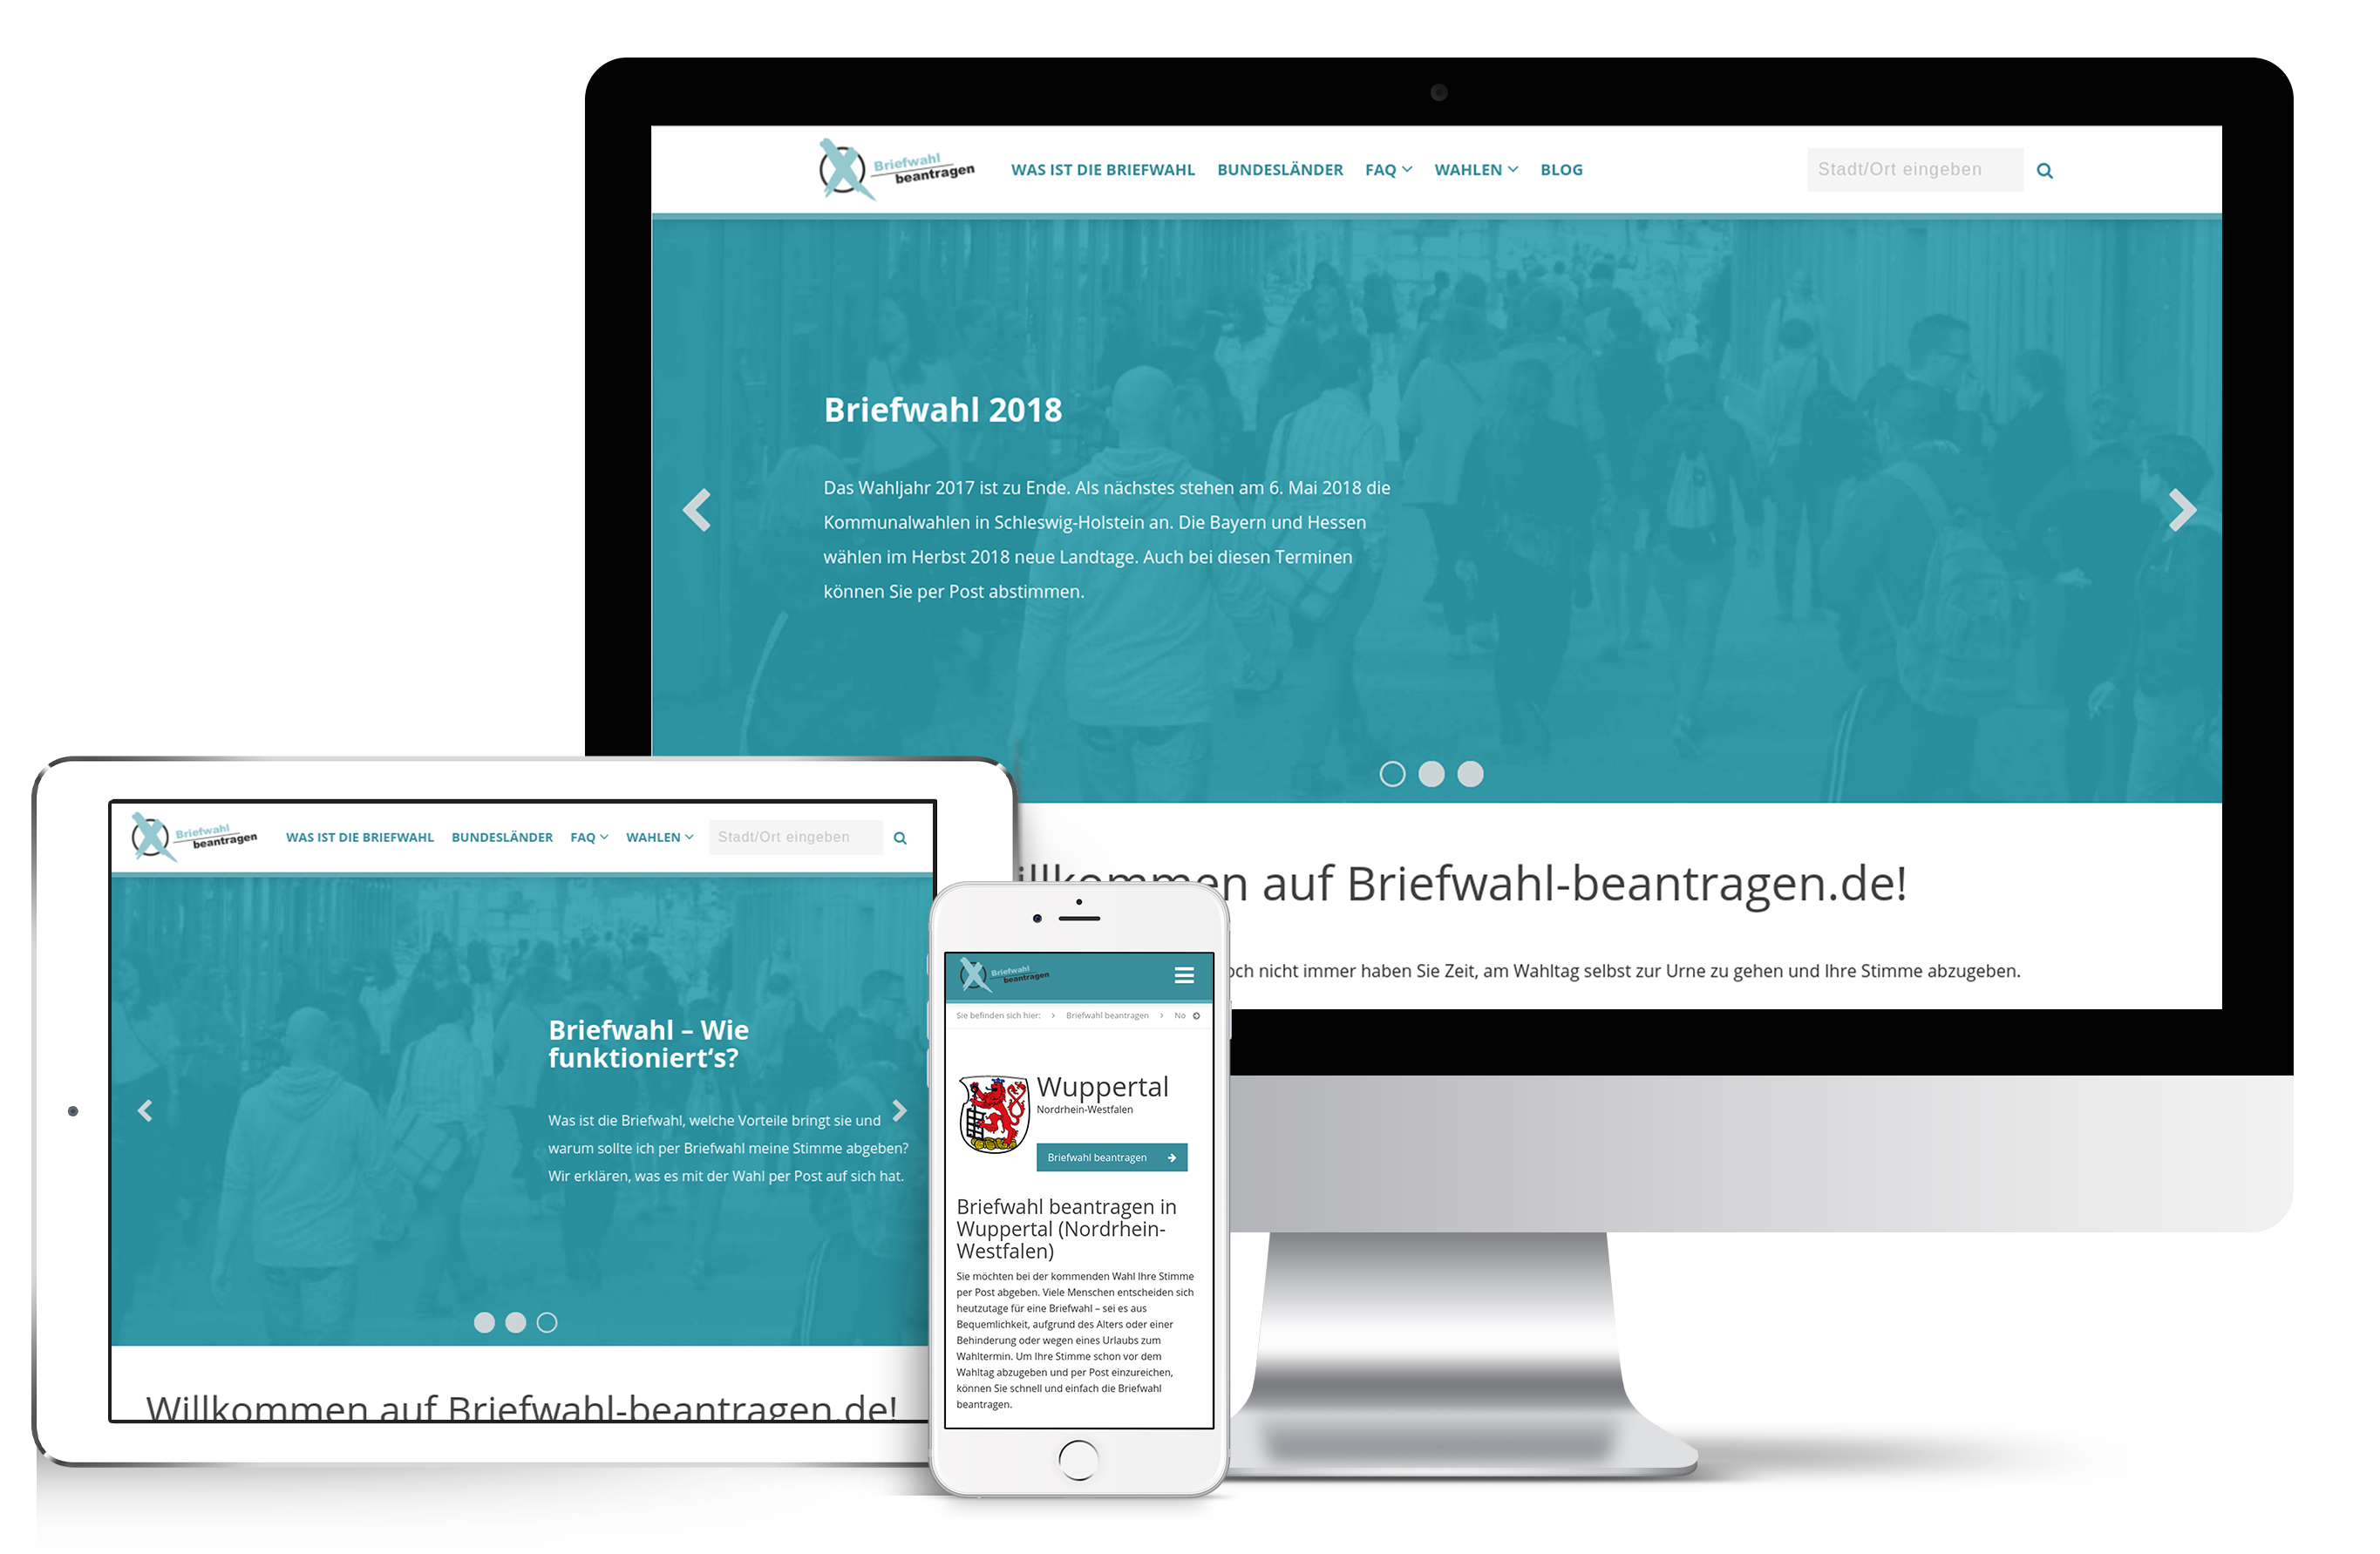 Briefwahl
beantragen
WAS IST DIE BRIEFWAHL
BUNDESLÄNDER
FAQ
WAHLEN
BLOG
Stadt/Ort eingeben
Briefwahl 2018
Das Wahljahr 2017 ist zu Ende. Als nächstes stehen am 6. Mai 2018 die
Kommunalwahlen in Schleswig-Holstein an. Die Bayern und Hessen
wählen im Herbst 2018 neue Landtage. Auch bei diesen Terminen
können Sie per Post abstimmen.
illkommen auf Briefwahl-beantragen.de!
och nicht immer haben Sie Zeit, am Wahltag selbst zur Urne zu gehen und Ihre Stimme abzugeben.
Briefwahl
beantragen
WAS IST DIE BRIEFWAHL
BUNDESLÄNDER
FAQ
WAHLEN
Stadt/Ort eingeben
Briefwahl – Wie
funktioniert‘s?
Was ist die Briefwahl, welche Vorteile bringt sie und
warum sollte ich per Briefwahl meine Stimme abgeben?
Wir erklären, was es mit der Wahl per Post auf sich hat.
Willkommen auf Briefwahl-beantragen.de!
Briefwahl
beantragen
Sie befinden sich hier: > Briefwahl beantragen > No
Wuppertal
Nordrhein-Westfalen
Briefwahl beantragen
Briefwahl beantragen in
Wuppertal (Nordrhein-
Westfalen)
Sie möchten bei der kommenden Wahl Ihre Stimme
per Post abgeben. Viele Menschen entscheiden sich
heutzutage für eine Briefwahl – sei es aus
Bequemlichkeit, aufgrund des Alters oder einer
Behinderung oder wegen eines Urlaubs zum
Wahltermin. Um Ihre Stimme schon vor dem
Wahltag abzugeben und per Post einzureichen,
können Sie schnell und einfach die Briefwahl
beantragen.